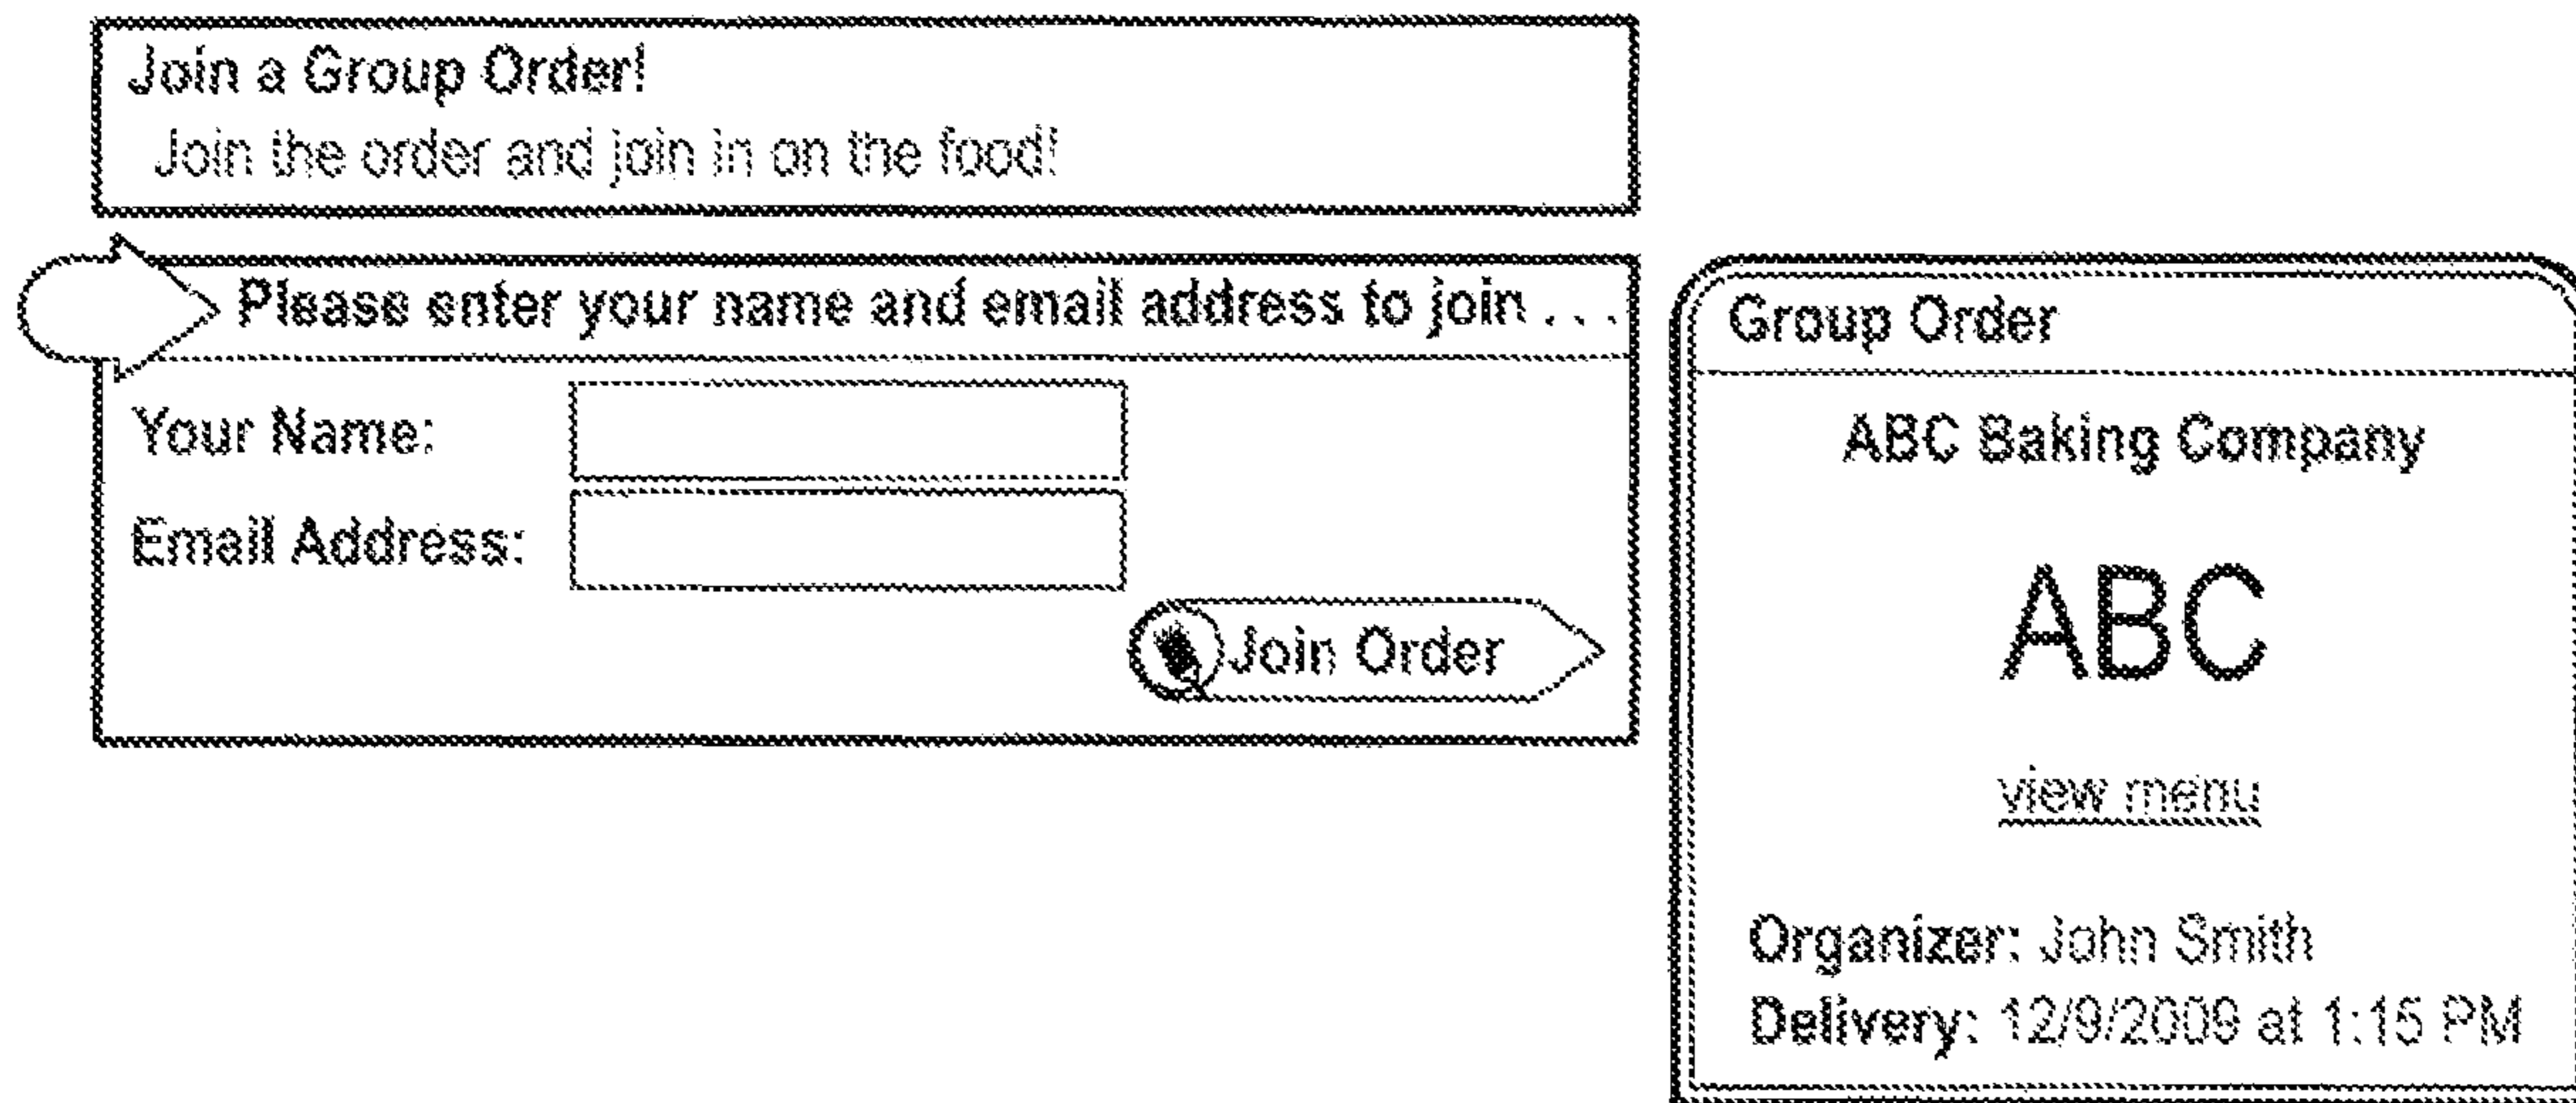 Join a Group Order!
Join the order and join in on the food!
Please enter your name and email address to join . . .
Your Name:
Email Address:
Join Order
Group Order
ABC Baking Company
ABC
view menu
Organizer: John Smith
Delivery: 12/9/2009 at 1:15 PM